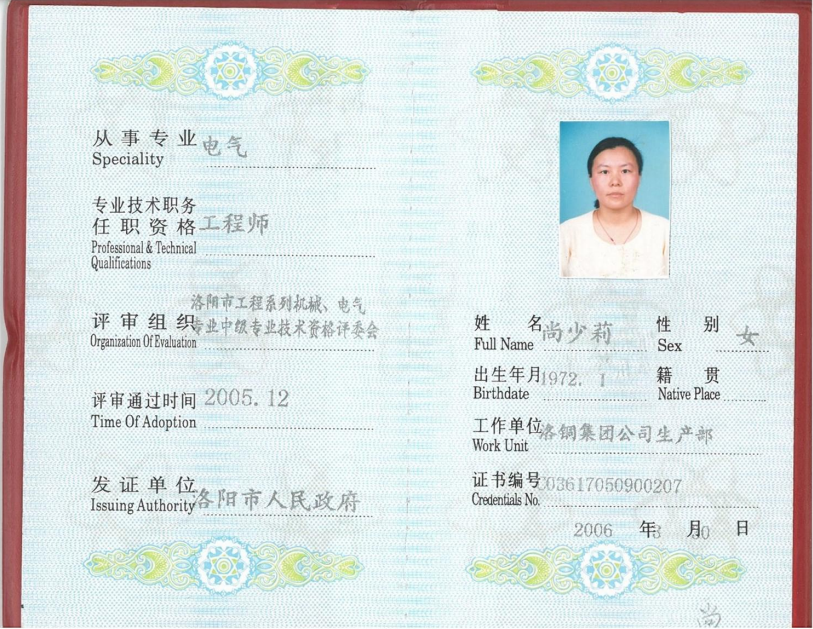 从事专业 电气
Speciality
专业技术职务
任职资格 工程师
Professional & Technical
Qualifications
洛阳市工程系列机械、电气
评审组织 专业中级专业技术资格评委会
Organization Of Evaluation
评审通过时间 2005.12
Time Of Adoption
发证单位 洛阳市人民政府
Issuing Authority
姓名 尚少莉 性别 女
Full Name Sex
出生年月 1972.1 籍贯
Birthdate Native Place
工作单位 洛铜集团公司生产部
Work Unit
证书编号 C03617050900207
Credentials No.
2006 年 3 月 30 日
尚